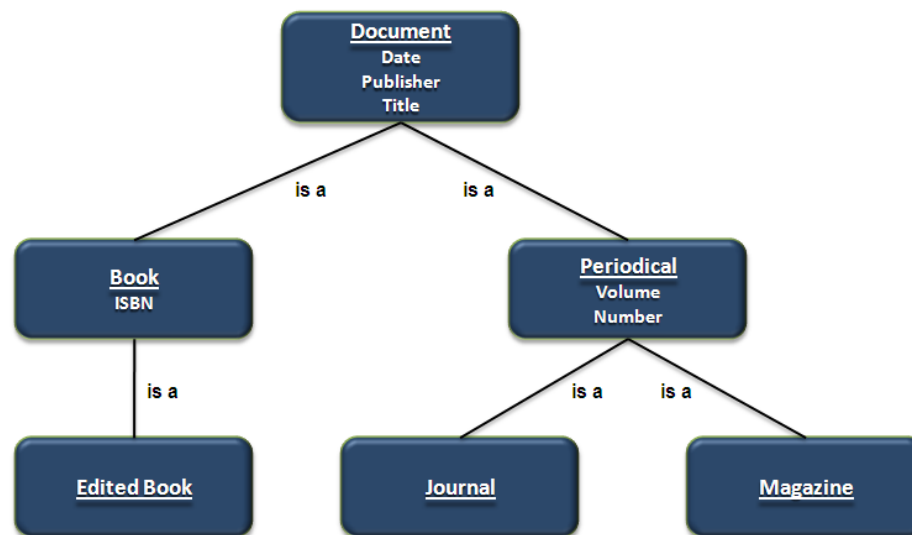 Document
Date
Publisher
Title
is a
is a
Book
ISBN
Periodical
Volume
Number
is a
is a
is a
Edited Book
Journal
Magazine